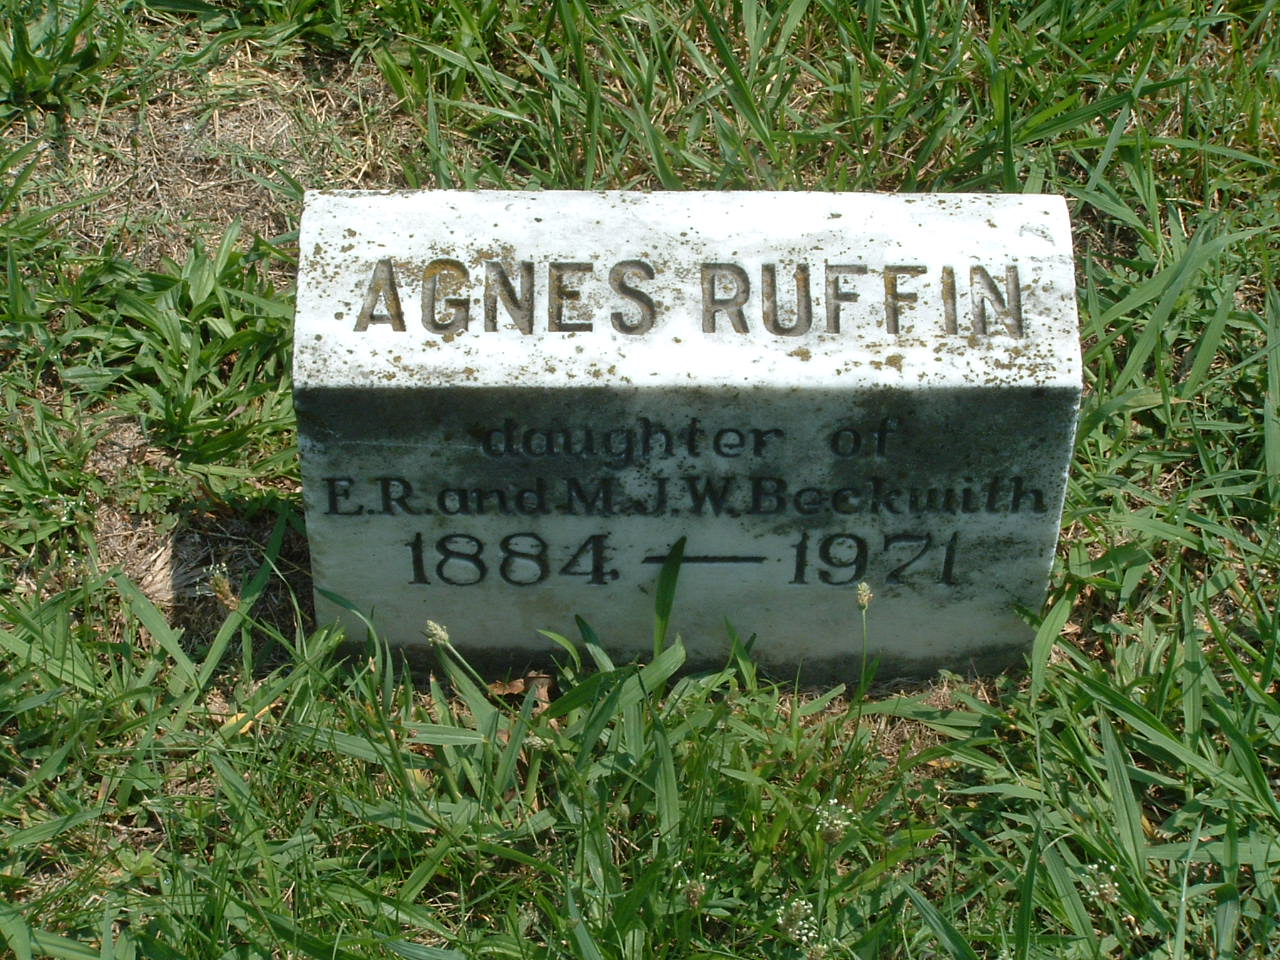 AGNES RUFFIN
daughter of
E.R. and M.J.W. Beckwith
1884 — 1971